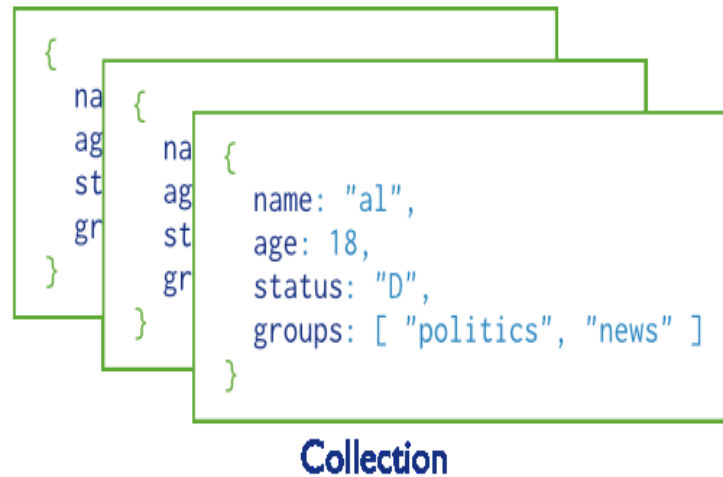 {
na
ag
st
gr
}
{
na
ag
st
gr
}
{
name: "al",
age: 18,
status: "D",
groups: [ "politics", "news" ]
}
Collection